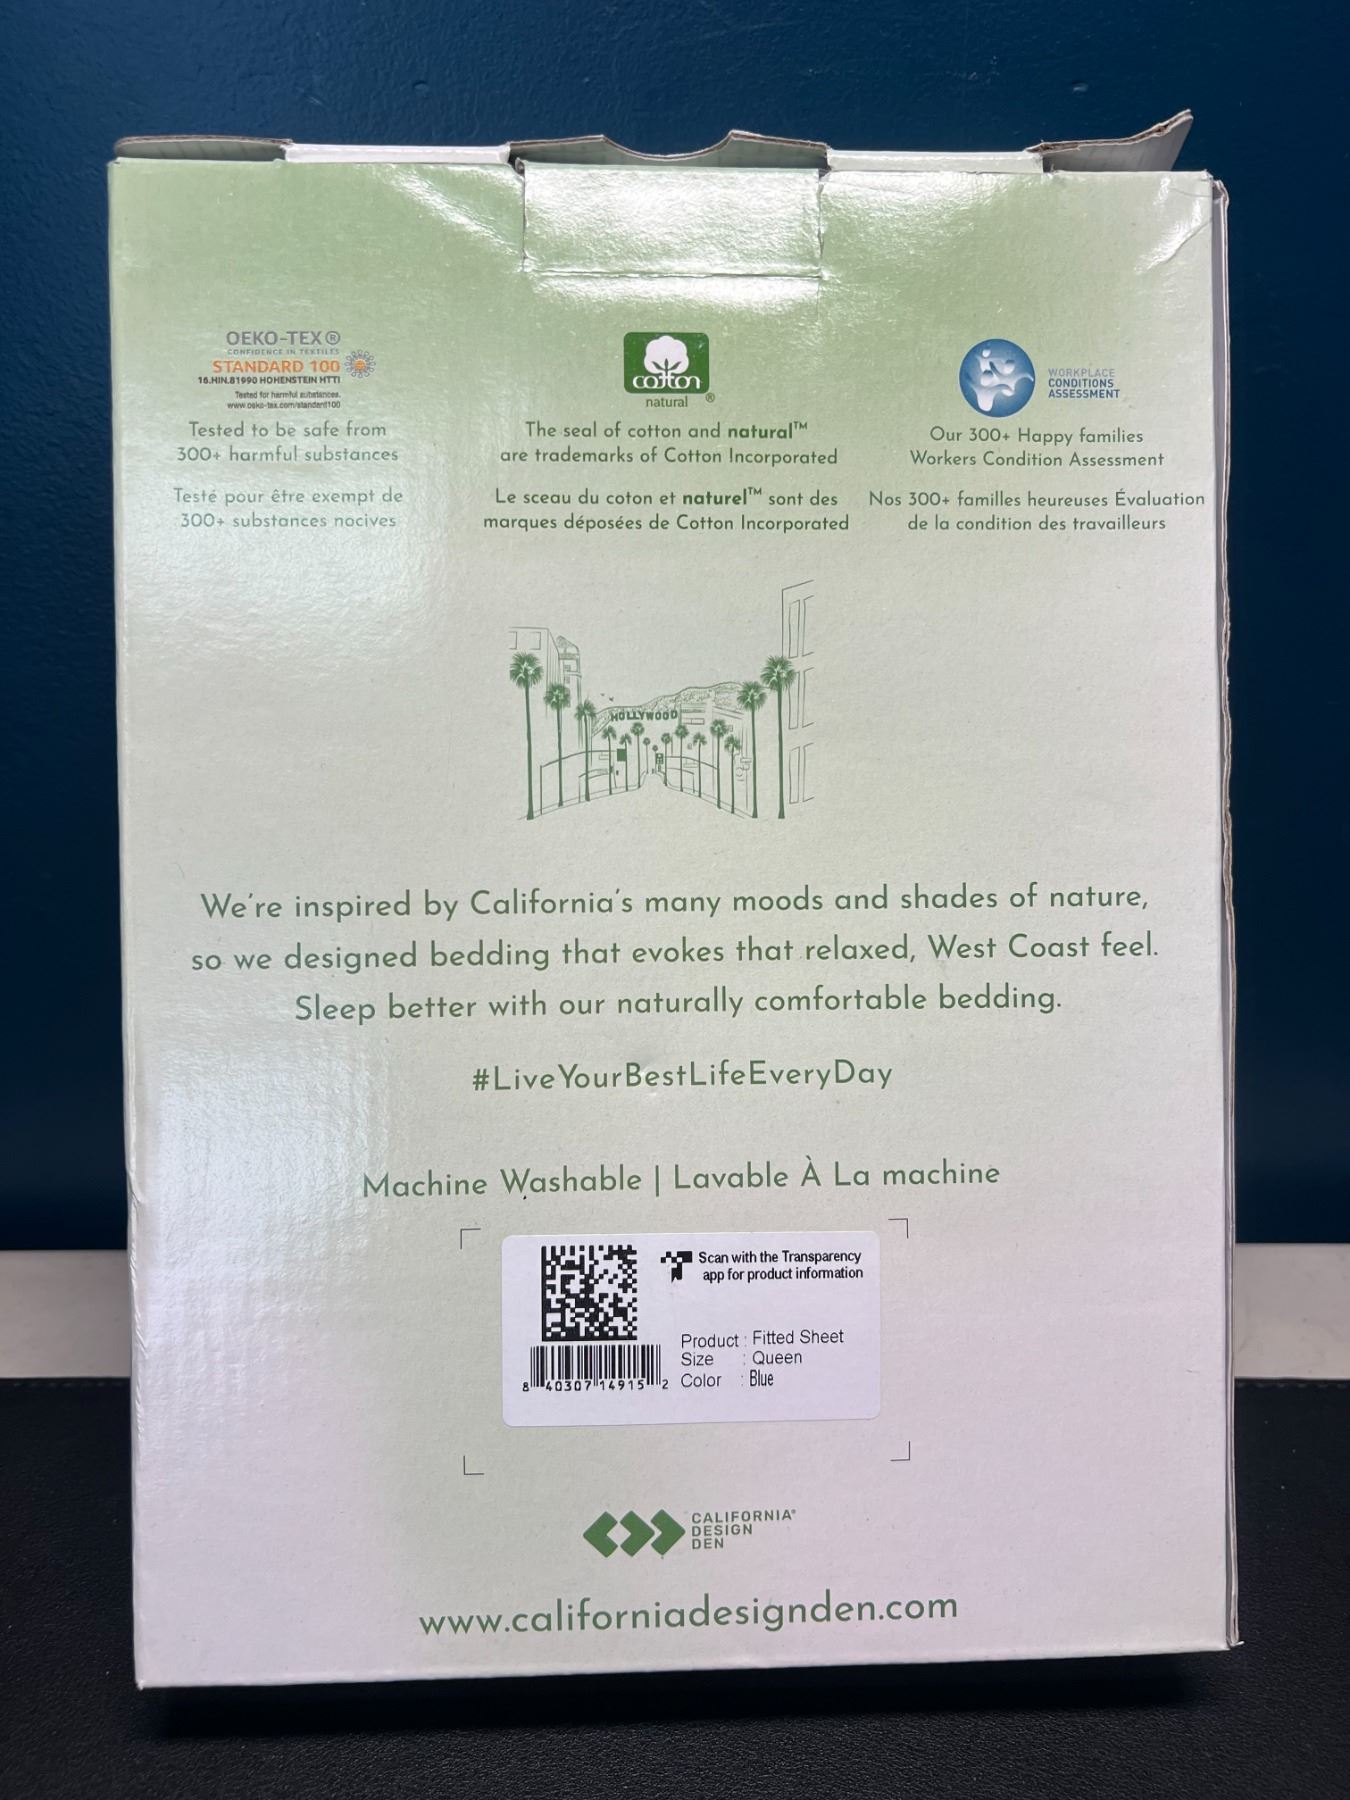 OEKO-TEX®
CONFIDENCE IN TEXTILES
STANDARD 100
16.HIN.81990 HOHENSTEIN HTTI
Tested for harmful substances.
www.oeko-tex.com/standard100
Tested to be safe from
300+ harmful substances
Testé pour être exempt de
300+ substances nocives
cotton
natural ®
The seal of cotton and natural™
are trademarks of Cotton Incorporated
Le sceau du coton et naturel™ sont des
marques déposées de Cotton Incorporated
WORKPLACE
CONDITIONS
ASSESSMENT
Our 300+ Happy families
Workers Condition Assessment
Nos 300+ familles heureuses Évaluation
de la condition des travailleurs
HOLLYWOOD
We're inspired by California's many moods and shades of nature,
so we designed bedding that evokes that relaxed, West Coast feel.
Sleep better with our naturally comfortable bedding.
#LiveYourBestLifeEveryDay
Machine Washable | Lavable À La machine
Scan with the Transparency
app for product information
Product : Fitted Sheet
Size : Queen
Color : Blue
8 40307 14915 2
CALIFORNIA®
DESIGN
DEN
www.californiadesignden.com